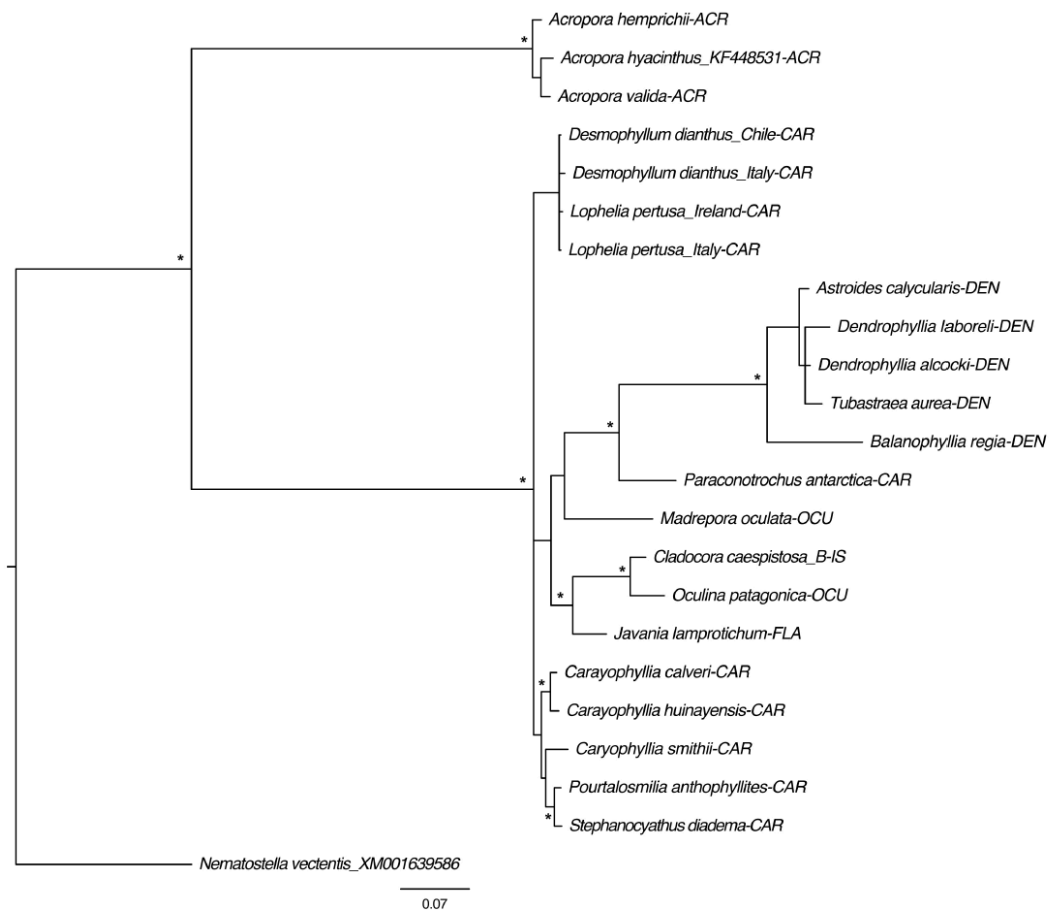 *
Acropora hemprichii-ACR
Acropora hyacinthus_KF448531-ACR
Acropora valida-ACR
Desmophyllum dianthus_Chile-CAR
Desmophyllum dianthus_Italy-CAR
Lophelia pertusa_Ireland-CAR
Lophelia pertusa_Italy-CAR
*
Astroides calycularis-DEN
Dendrophyllia laboreli-DEN
Dendrophyllia alcocki-DEN
*
Tubastraea aurea-DEN
*
Balanophyllia regia-DEN
*
Paraconotrochus antarctica-CAR
Madrepora oculata-OCU
Cladocora caespistosa_B-IS
*
*
Oculina patagonica-OCU
Javania lamprotichum-FLA
Carayophyllia calveri-CAR
*
Carayophyllia huinayensis-CAR
Caryophyllia smithii-CAR
Pourtalosmilia anthophyllites-CAR
*
Stephanocyathus diadema-CAR
Nematostella vectentis_XM001639586
0.07